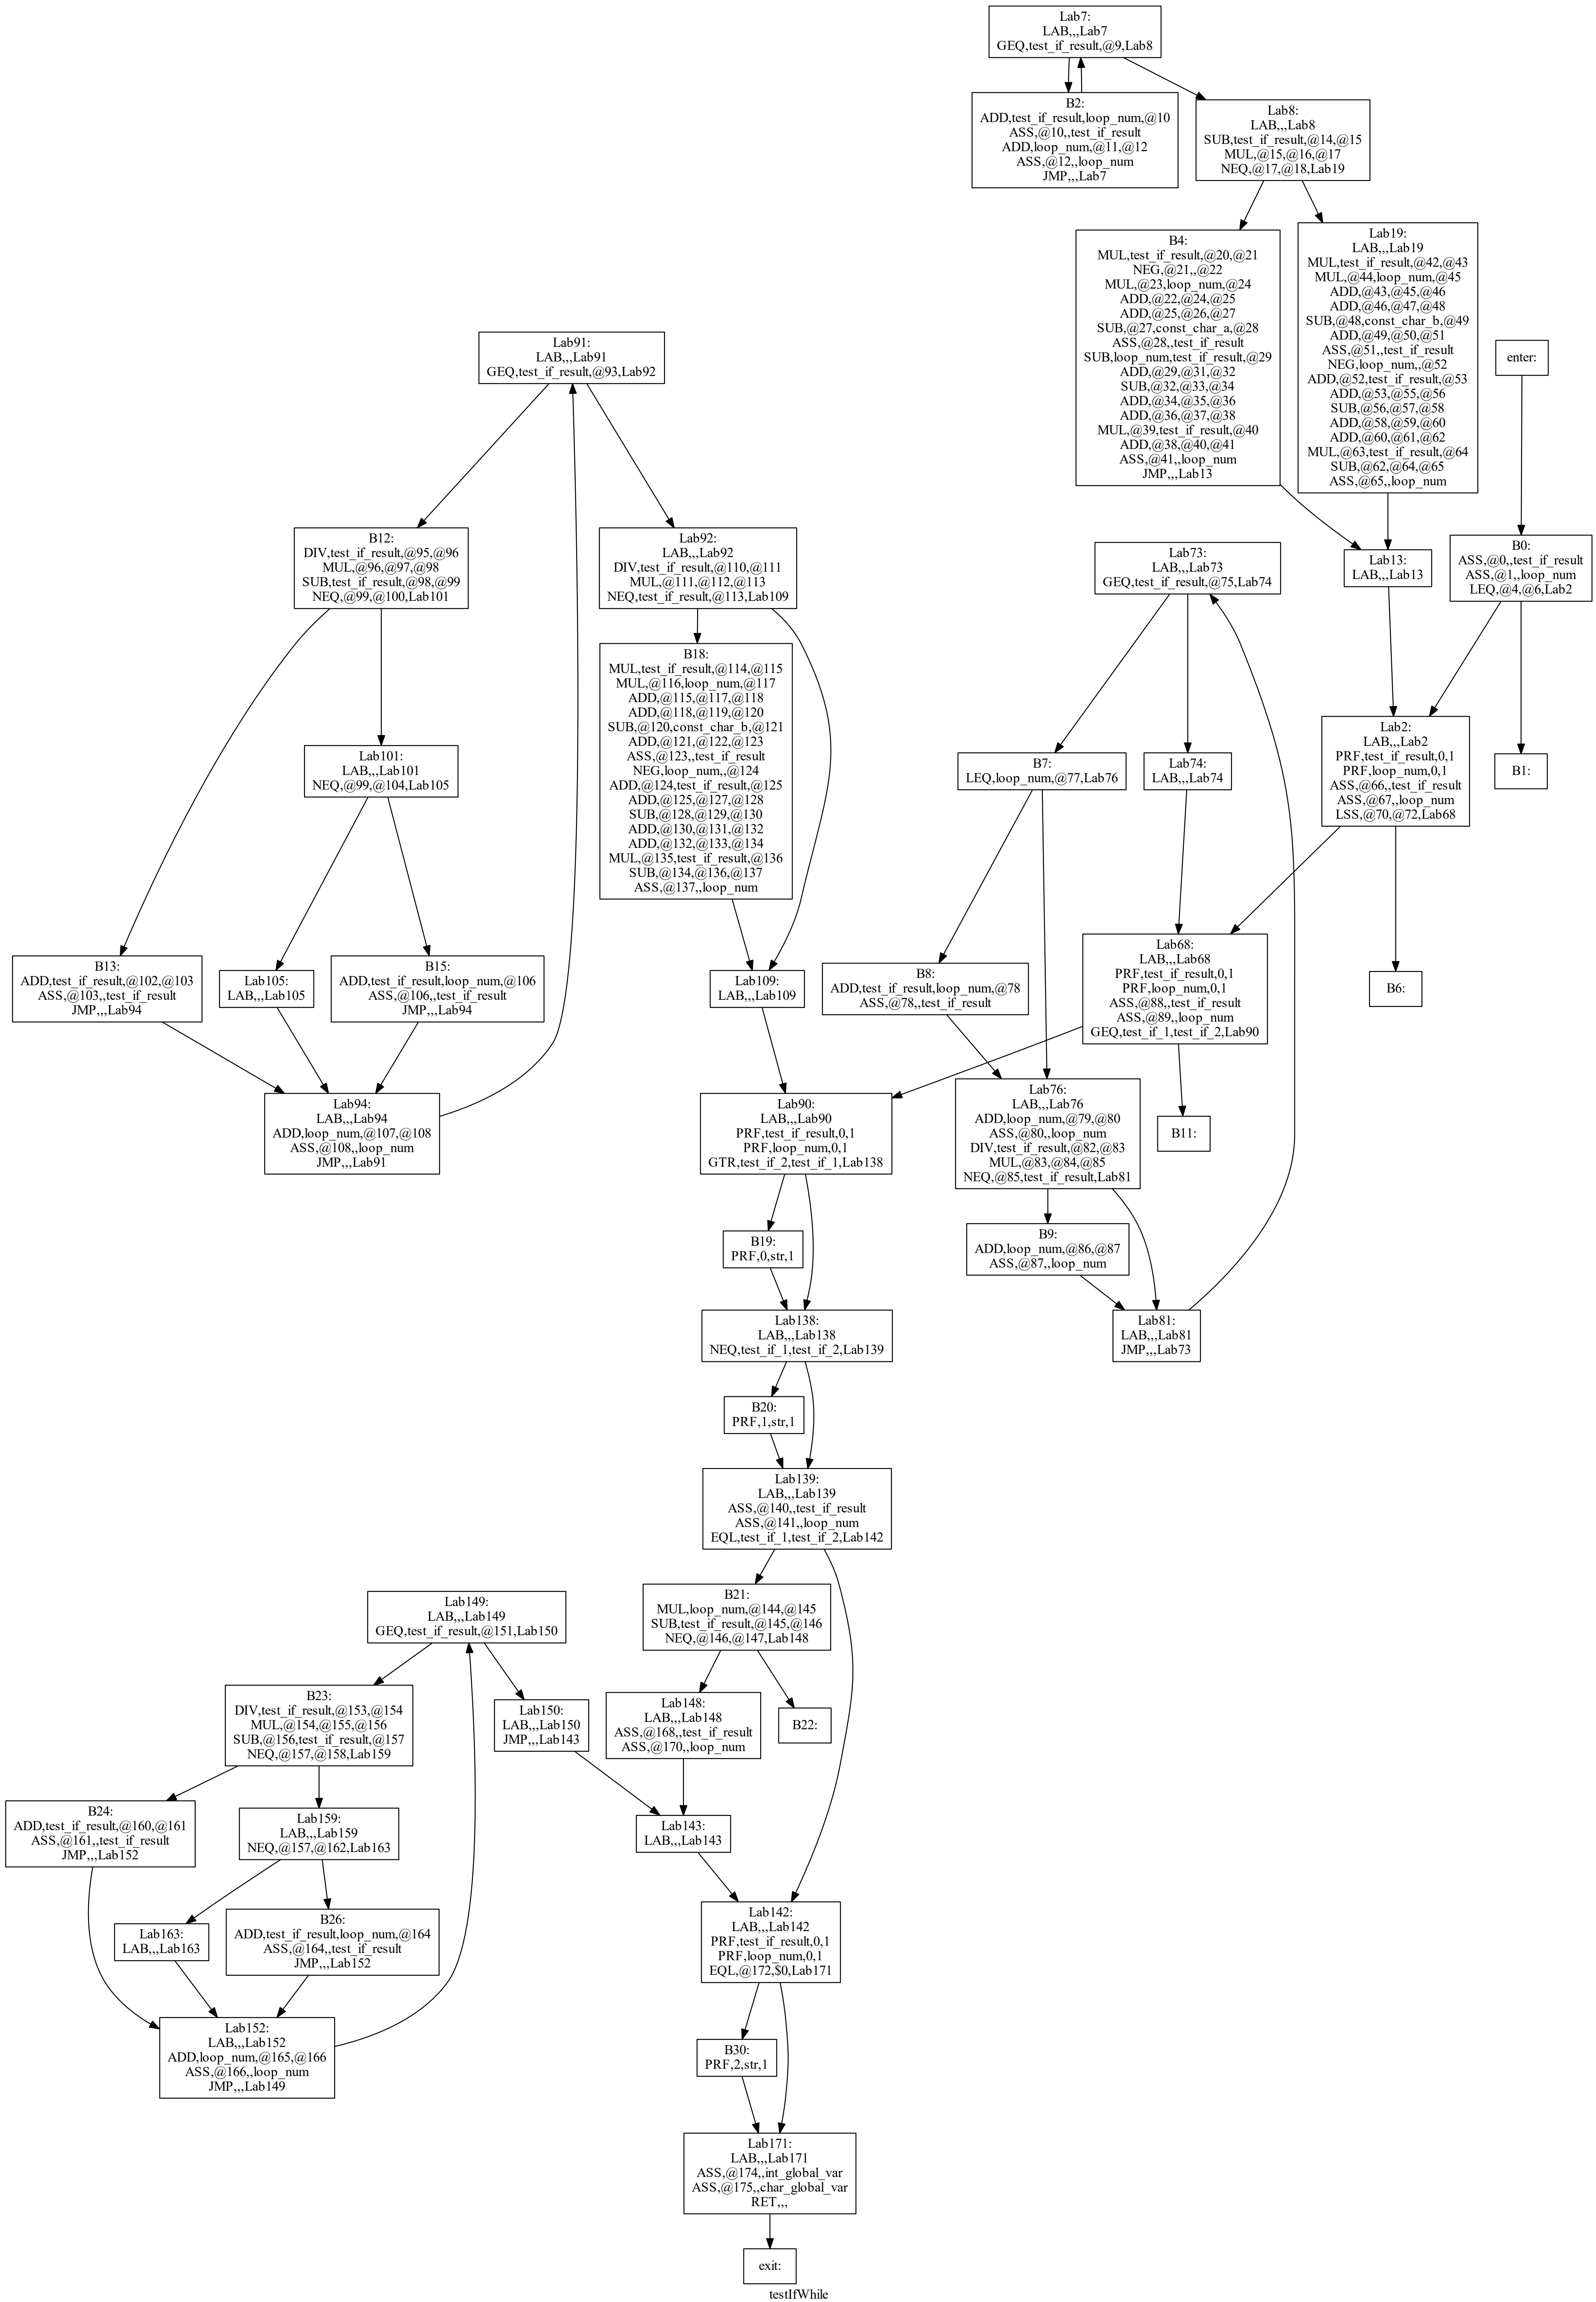 Lab7:
LAB,,,Lab7
GEQ,test_if_result,@9,Lab8
B2:
ADD,test_if_result,loop_num,@10
ASS,@10,,test_if_result
ADD,loop_num,@11,@12
ASS,@12,,loop_num
JMP,,,Lab7
Lab8:
LAB,,,Lab8
SUB,test_if_result,@14,@15
MUL,@15,@16,@17
NEQ,@17,@18,Lab19
B4:
MUL,test_if_result,@20,@21
NEG,@21,,@22
MUL,@23,loop_num,@24
ADD,@22,@24,@25
ADD,@25,@26,@27
SUB,@27,const_char_a,@28
ASS,@28,,test_if_result
SUB,loop_num,test_if_result,@29
ADD,@29,@31,@32
SUB,@32,@33,@34
ADD,@34,@35,@36
ADD,@36,@37,@38
MUL,@39,test_if_result,@40
ADD,@38,@40,@41
ASS,@41,,loop_num
JMP,,,Lab13
Lab19:
LAB,,,Lab19
MUL,test_if_result,@42,@43
MUL,@44,loop_num,@45
ADD,@43,@45,@46
ADD,@46,@47,@48
SUB,@48,const_char_b,@49
ADD,@49,@50,@51
ASS,@51,,test_if_result
NEG,loop_num,,@52
ADD,@52,test_if_result,@53
ADD,@53,@55,@56
SUB,@56,@57,@58
ADD,@58,@59,@60
ADD,@60,@61,@62
MUL,@63,test_if_result,@64
SUB,@62,@64,@65
ASS,@65,,loop_num
enter:
Lab91:
LAB,,,Lab91
GEQ,test_if_result,@93,Lab92
B12:
DIV,test_if_result,@95,@96
MUL,@96,@97,@98
SUB,test_if_result,@98,@99
NEQ,@99,@100,Lab101
Lab92:
LAB,,,Lab92
DIV,test_if_result,@110,@111
MUL,@111,@112,@113
NEQ,test_if_result,@113,Lab109
Lab73:
LAB,,,Lab73
GEQ,test_if_result,@75,Lab74
Lab13:
LAB,,,Lab13
B0:
ASS,@0,,test_if_result
ASS,@1,,loop_num
LEQ,@4,@6,Lab2
B18:
MUL,test_if_result,@114,@115
MUL,@116,loop_num,@117
ADD,@115,@117,@118
ADD,@118,@119,@120
SUB,@120,const_char_b,@121
ADD,@121,@122,@123
ASS,@123,,test_if_result
NEG,loop_num,,@124
ADD,@124,test_if_result,@125
ADD,@125,@127,@128
SUB,@128,@129,@130
ADD,@130,@131,@132
ADD,@132,@133,@134
MUL,@135,test_if_result,@136
SUB,@134,@136,@137
ASS,@137,,loop_num
Lab101:
LAB,,,Lab101
NEQ,@99,@104,Lab105
B7:
LEQ,loop_num,@77,Lab76
Lab74:
LAB,,,Lab74
Lab2:
LAB,,,Lab2
PRF,test_if_result,0,1
PRF,loop_num,0,1
ASS,@66,,test_if_result
ASS,@67,,loop_num
LSS,@70,@72,Lab68
B1:
B13:
ADD,test_if_result,@102,@103
ASS,@103,,test_if_result
JMP,,,Lab94
Lab105:
LAB,,,Lab105
B15:
ADD,test_if_result,loop_num,@106
ASS,@106,,test_if_result
JMP,,,Lab94
Lab109:
LAB,,,Lab109
B8:
ADD,test_if_result,loop_num,@78
ASS,@78,,test_if_result
Lab68:
LAB,,,Lab68
PRF,test_if_result,0,1
PRF,loop_num,0,1
ASS,@88,,test_if_result
ASS,@89,,loop_num
GEQ,test_if_1,test_if_2,Lab90
B6:
Lab94:
LAB,,,Lab94
ADD,loop_num,@107,@108
ASS,@108,,loop_num
JMP,,,Lab91
Lab90:
LAB,,,Lab90
PRF,test_if_result,0,1
PRF,loop_num,0,1
GTR,test_if_2,test_if_1,Lab138
Lab76:
LAB,,,Lab76
ADD,loop_num,@79,@80
ASS,@80,,loop_num
DIV,test_if_result,@82,@83
MUL,@83,@84,@85
NEQ,@85,test_if_result,Lab81
B11:
B19:
PRF,0,str,1
B9:
ADD,loop_num,@86,@87
ASS,@87,,loop_num
Lab138:
LAB,,,Lab138
NEQ,test_if_1,test_if_2,Lab139
Lab81:
LAB,,,Lab81
JMP,,,Lab73
B20:
PRF,1,str,1
Lab139:
LAB,,,Lab139
ASS,@140,,test_if_result
ASS,@141,,loop_num
EQL,test_if_1,test_if_2,Lab142
Lab149:
LAB,,,Lab149
GEQ,test_if_result,@151,Lab150
B21:
MUL,loop_num,@144,@145
SUB,test_if_result,@145,@146
NEQ,@146,@147,Lab148
B23:
DIV,test_if_result,@153,@154
MUL,@154,@155,@156
SUB,@156,test_if_result,@157
NEQ,@157,@158,Lab159
Lab150:
LAB,,,Lab150
JMP,,,Lab143
Lab148:
LAB,,,Lab148
ASS,@168,,test_if_result
ASS,@170,,loop_num
B22:
B24:
ADD,test_if_result,@160,@161
ASS,@161,,test_if_result
JMP,,,Lab152
Lab159:
LAB,,,Lab159
NEQ,@157,@162,Lab163
Lab143:
LAB,,,Lab143
Lab163:
LAB,,,Lab163
B26:
ADD,test_if_result,loop_num,@164
ASS,@164,,test_if_result
JMP,,,Lab152
Lab142:
LAB,,,Lab142
PRF,test_if_result,0,1
PRF,loop_num,0,1
EQL,@172,$0,Lab171
Lab152:
LAB,,,Lab152
ADD,loop_num,@165,@166
ASS,@166,,loop_num
JMP,,,Lab149
B30:
PRF,2,str,1
Lab171:
LAB,,,Lab171
ASS,@174,,int_global_var
ASS,@175,,char_global_var
RET,,,
exit:
testIfWhile